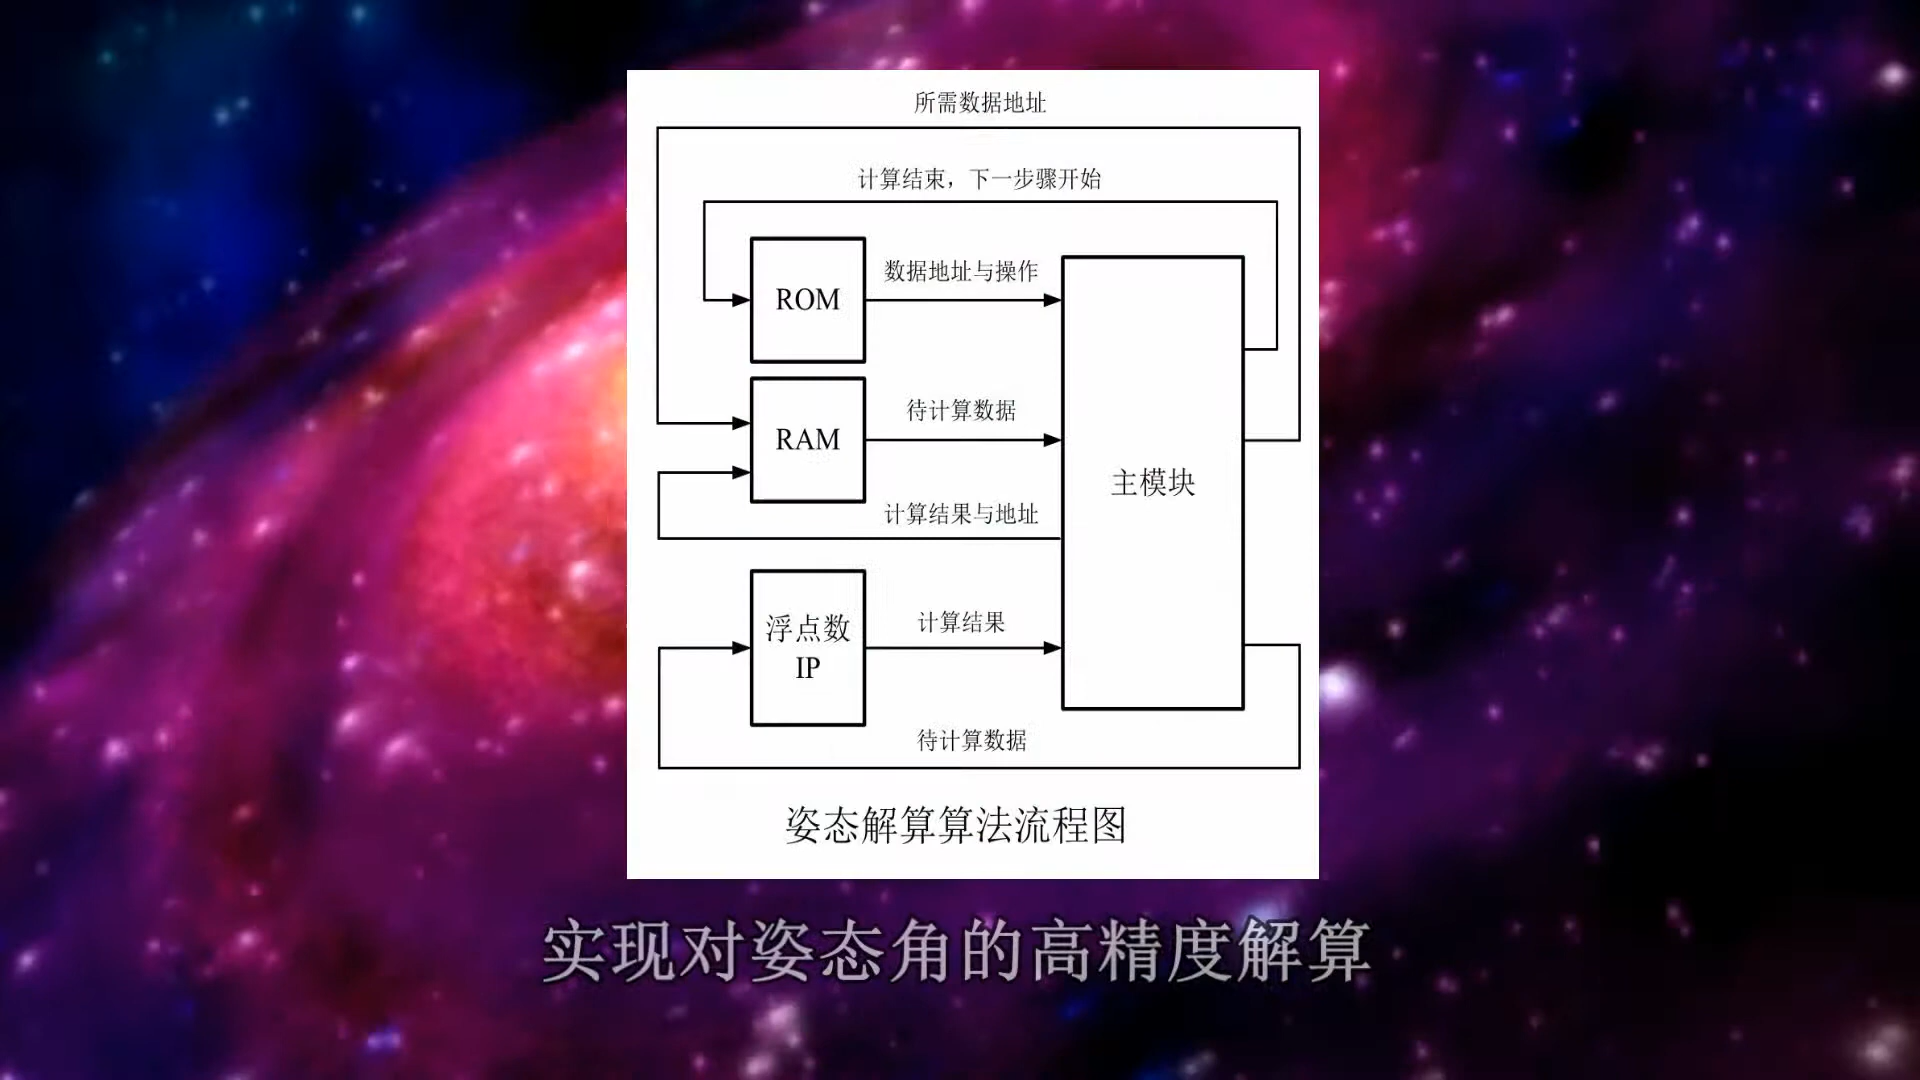 所需数据地址
计算结束，下一步骤开始
数据地址与操作
ROM
待计算数据
RAM
主模块
计算结果与地址
浮点数
IP
计算结果
待计算数据
姿态解算算法流程图
实现对姿态角的高精度解算